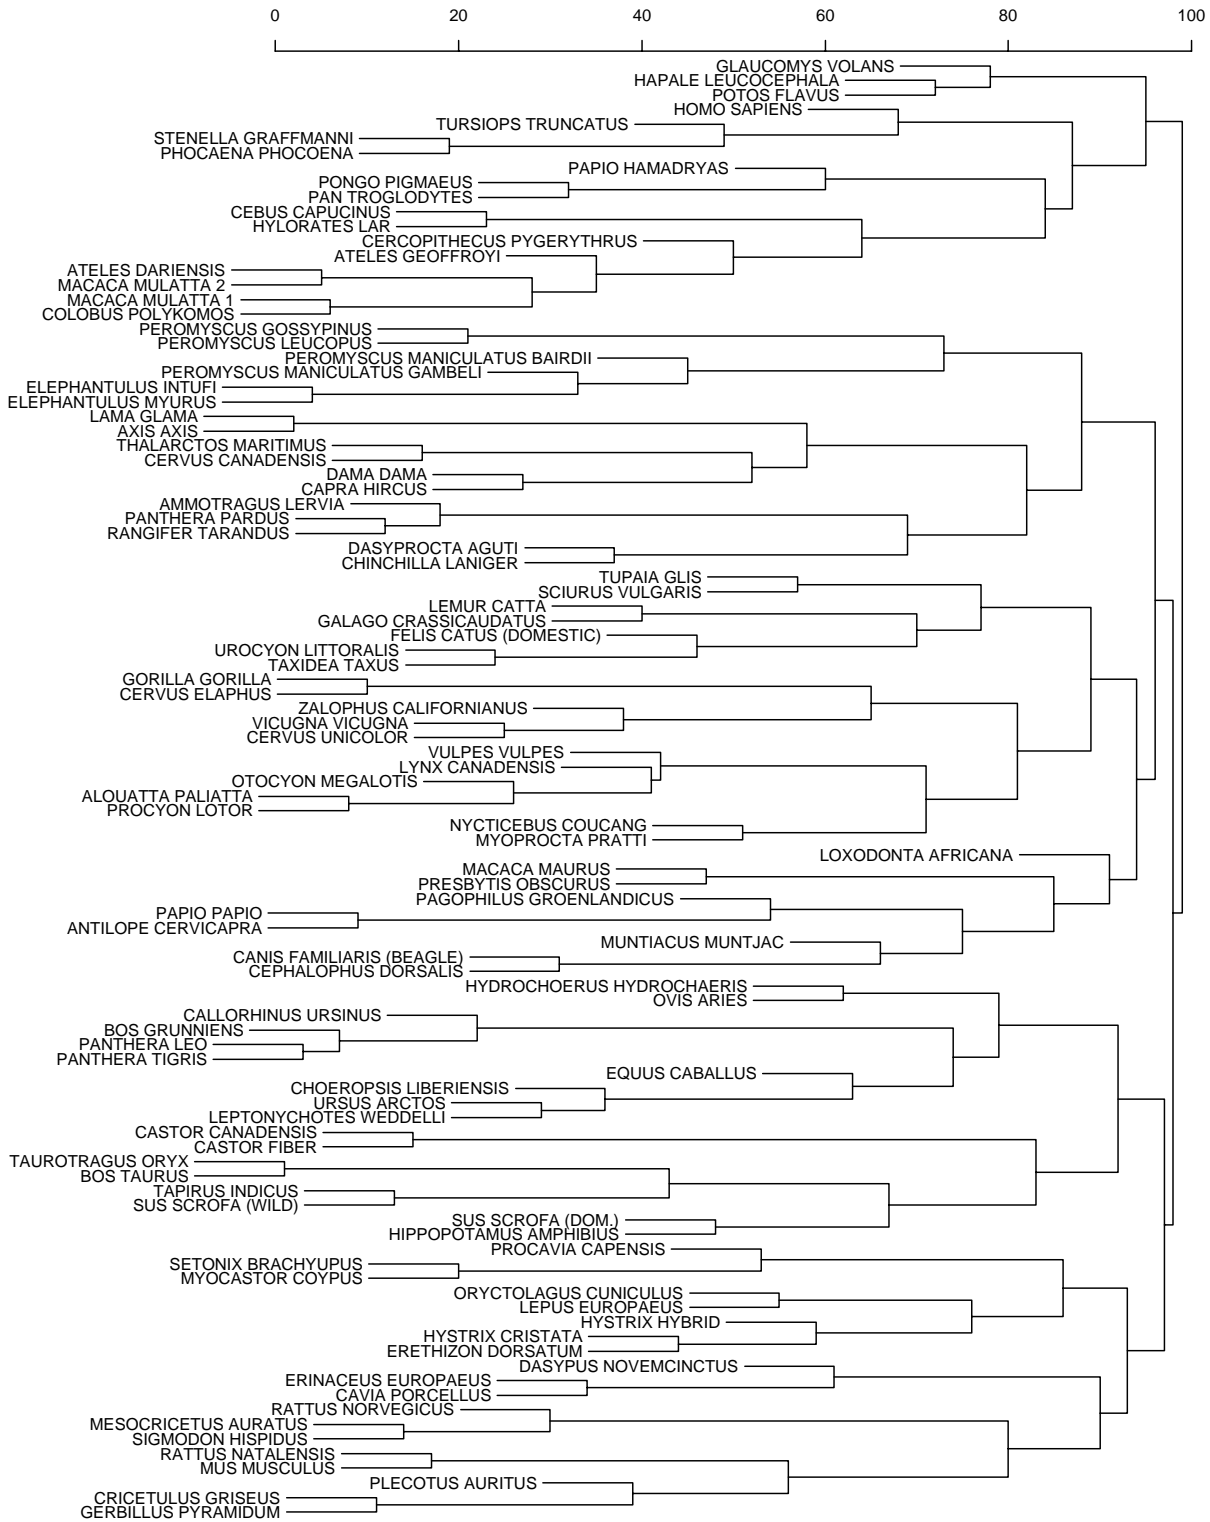 0 20 40 60 80 100
GLAUCOMYS VOLANS
HAPALE LEUCOCEPHALA
POTOS FLAVUS
HOMO SAPIENS
TURSIOPS TRUNCATUS
STENELLA GRAFFMANNI
PHOCAENA PHOCOENA
PAPIO HAMADRYAS
PONGO PIGMAEUS
PAN TROGLODYTES
CEBUS CAPUCINUS
HYLORATES LAR
CERCOPITHECUS PYGERYTHRUS
ATELES GEOFFROYI
ATELES DARIENSIS
MACACA MULATTA 2
MACACA MULATTA 1
COLOBUS POLYKOMOS
PEROMYSCUS GOSSYPINUS
PEROMYSCUS LEUCOPUS
PEROMYSCUS MANICULATUS BAIRDII
PEROMYSCUS MANICULATUS GAMBELI
ELEPHANTULUS INTUFI
ELEPHANTULUS MYURUS
LAMA GLAMA
AXIS AXIS
THALARCTOS MARITIMUS
CERVUS CANADENSIS
DAMA DAMA
CAPRA HIRCUS
AMMOTRAGUS LERVIA
PANTHERA PARDUS
RANGIFER TARANDUS
DASYPROCTA AGUTI
CHINCHILLA LANIGER
TUPAIA GLIS
SCIURUS VULGARIS
LEMUR CATTA
GALAGO CRASSICAUDATUS
FELIS CATUS (DOMESTIC)
UROCYON LITTORALIS
TAXIDEA TAXUS
GORILLA GORILLA
CERVUS ELAPHUS
ZALOPHUS CALIFORNIANUS
VICUGNA VICUGNA
CERVUS UNICOLOR
VULPES VULPES
LYNX CANADENSIS
OTOCYON MEGALOTIS
ALOUATTA PALIATTA
PROCYON LOTOR
NYCTICEBUS COUCANG
MYOPROCTA PRATTI
LOXODONTA AFRICANA
MACACA MAURUS
PRESBYTIS OBSCURUS
PAGOPHILUS GROENLANDICUS
PAPIO PAPIO
ANTILOPE CERVICAPRA
MUNTIACUS MUNTJAC
CANIS FAMILIARIS (BEAGLE)
CEPHALOPHUS DORSALIS
HYDROCHOERUS HYDROCHAERIS
OVIS ARIES
CALLORHINUS URSINUS
BOS GRUNNIENS
PANTHERA LEO
PANTHERA TIGRIS
EQUUS CABALLUS
CHOEROPSIS LIBERIENSIS
URSUS ARCTOS
LEPTONYCHOTES WEDDELLI
CASTOR CANADENSIS
CASTOR FIBER
TAUROTRAGUS ORYX
BOS TAURUS
TAPIRUS INDICUS
SUS SCROFA (WILD)
SUS SCROFA (DOM.)
HIPPOPOTAMUS AMPHIBIUS
PROCAVIA CAPENSIS
SETONIX BRACHYUPUS
MYOCASTOR COYPUS
ORYCTOLAGUS CUNICULUS
LEPUS EUROPAEUS
HYSTRIX HYBRID
HYSTRIX CRISTATA
ERETHIZON DORSATUM
DASYPUS NOVEMCINCTUS
ERINACEUS EUROPAEUS
CAVIA PORCELLUS
RATTUS NORVEGICUS
MESOCRICETUS AURATUS
SIGMODON HISPIDUS
RATTUS NATALENSIS
MUS MUSCULUS
PLECOTUS AURITUS
CRICETULUS GRISEUS
GERBILLUS PYRAMIDUM